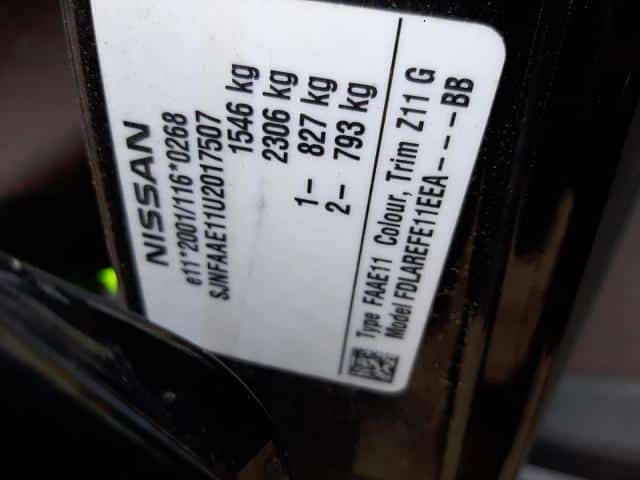 NISSAN
e11*2001/116*0268
SJNFAAE11U2017507
1546 kg
2306 kg
1- 827 kg
2- 793 kg
Type FAAE11 Colour, Trim Z11 G
Model FDLAREFE11EEA---BB